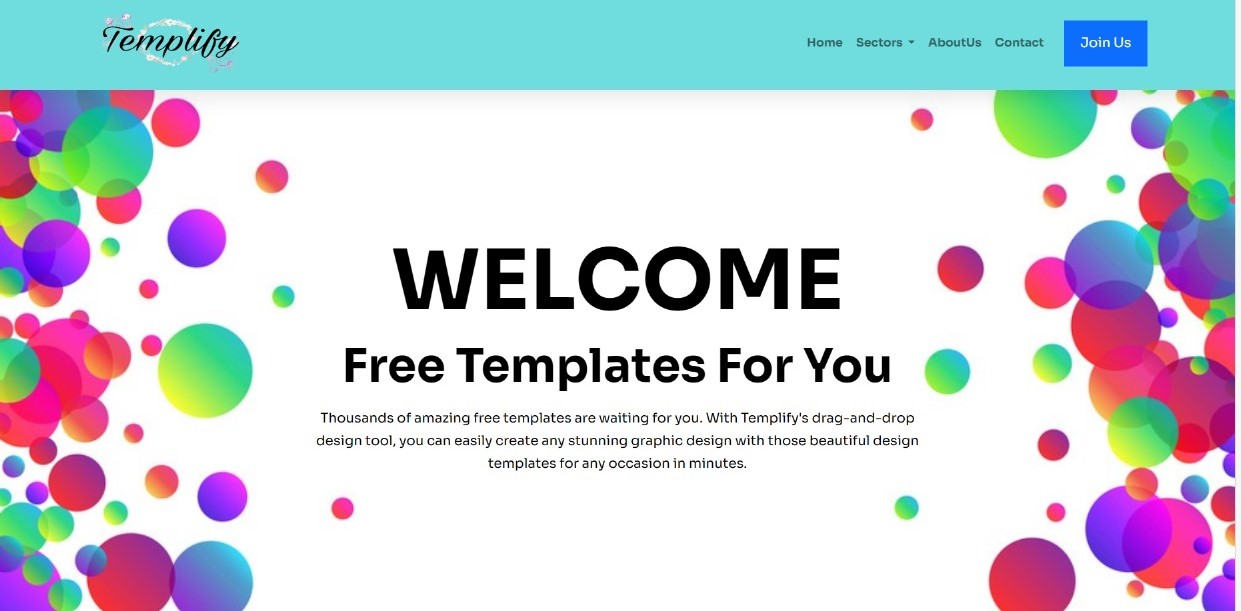 Templify
Home Sectors AboutUs Contact Join Us
WELCOME
Free Templates For You
Thousands of amazing free templates are waiting for you. With Templify's drag-and-drop
design tool, you can easily create any stunning graphic design with those beautiful design
templates for any occasion in minutes.